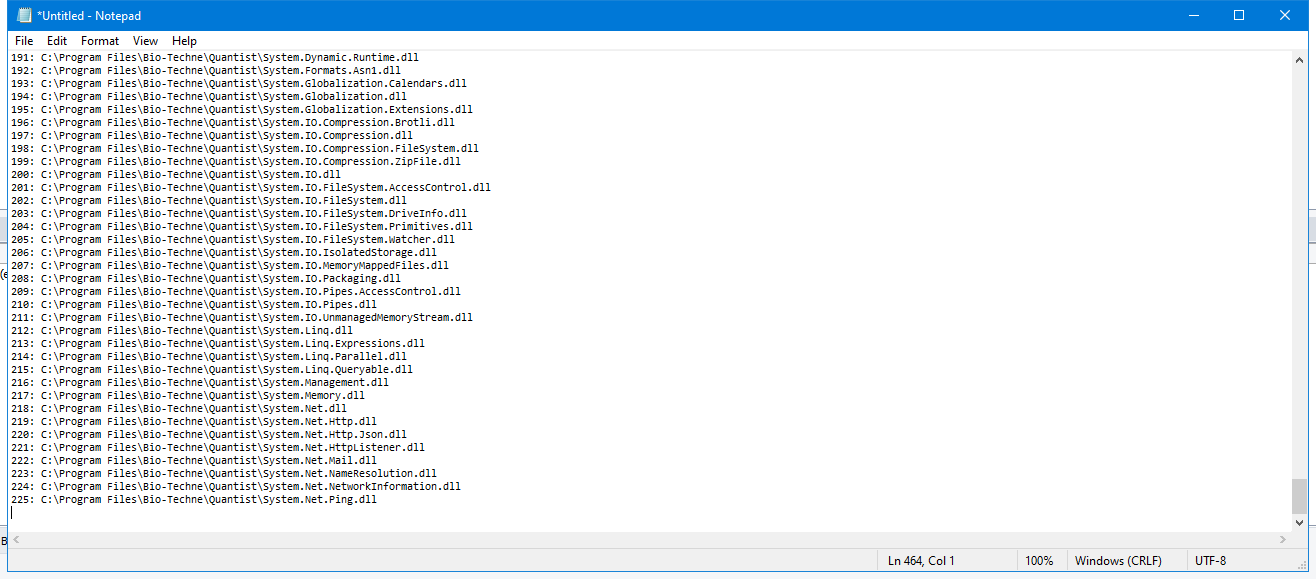 *Untitled - Notepad
File Edit Format View Help
191: C:\Program Files\Bio-Techne\Quantist\System.Dynamic.Runtime.dll
192: C:\Program Files\Bio-Techne\Quantist\System.Formats.Asn1.dll
193: C:\Program Files\Bio-Techne\Quantist\System.Globalization.Calendars.dll
194: C:\Program Files\Bio-Techne\Quantist\System.Globalization.dll
195: C:\Program Files\Bio-Techne\Quantist\System.Globalization.Extensions.dll
196: C:\Program Files\Bio-Techne\Quantist\System.IO.Compression.Brotli.dll
197: C:\Program Files\Bio-Techne\Quantist\System.IO.Compression.dll
198: C:\Program Files\Bio-Techne\Quantist\System.IO.Compression.FileSystem.dll
199: C:\Program Files\Bio-Techne\Quantist\System.IO.Compression.ZipFile.dll
200: C:\Program Files\Bio-Techne\Quantist\System.IO.dll
201: C:\Program Files\Bio-Techne\Quantist\System.IO.FileSystem.AccessControl.dll
202: C:\Program Files\Bio-Techne\Quantist\System.IO.FileSystem.dll
203: C:\Program Files\Bio-Techne\Quantist\System.IO.FileSystem.DriveInfo.dll
204: C:\Program Files\Bio-Techne\Quantist\System.IO.FileSystem.Primitives.dll
205: C:\Program Files\Bio-Techne\Quantist\System.IO.FileSystem.Watcher.dll
206: C:\Program Files\Bio-Techne\Quantist\System.IO.IsolatedStorage.dll
207: C:\Program Files\Bio-Techne\Quantist\System.IO.MemoryMappedFiles.dll
208: C:\Program Files\Bio-Techne\Quantist\System.IO.Packaging.dll
209: C:\Program Files\Bio-Techne\Quantist\System.IO.Pipes.AccessControl.dll
210: C:\Program Files\Bio-Techne\Quantist\System.IO.Pipes.dll
211: C:\Program Files\Bio-Techne\Quantist\System.IO.UnmanagedMemoryStream.dll
212: C:\Program Files\Bio-Techne\Quantist\System.Linq.dll
213: C:\Program Files\Bio-Techne\Quantist\System.Linq.Expressions.dll
214: C:\Program Files\Bio-Techne\Quantist\System.Linq.Parallel.dll
215: C:\Program Files\Bio-Techne\Quantist\System.Linq.Queryable.dll
216: C:\Program Files\Bio-Techne\Quantist\System.Management.dll
217: C:\Program Files\Bio-Techne\Quantist\System.Memory.dll
218: C:\Program Files\Bio-Techne\Quantist\System.Net.dll
219: C:\Program Files\Bio-Techne\Quantist\System.Net.Http.dll
220: C:\Program Files\Bio-Techne\Quantist\System.Net.Http.Json.dll
221: C:\Program Files\Bio-Techne\Quantist\System.Net.HttpListener.dll
222: C:\Program Files\Bio-Techne\Quantist\System.Net.Mail.dll
223: C:\Program Files\Bio-Techne\Quantist\System.Net.NameResolution.dll
224: C:\Program Files\Bio-Techne\Quantist\System.Net.NetworkInformation.dll
225: C:\Program Files\Bio-Techne\Quantist\System.Net.Ping.dll
Ln 464, Col 1 100% Windows (CRLF) UTF-8